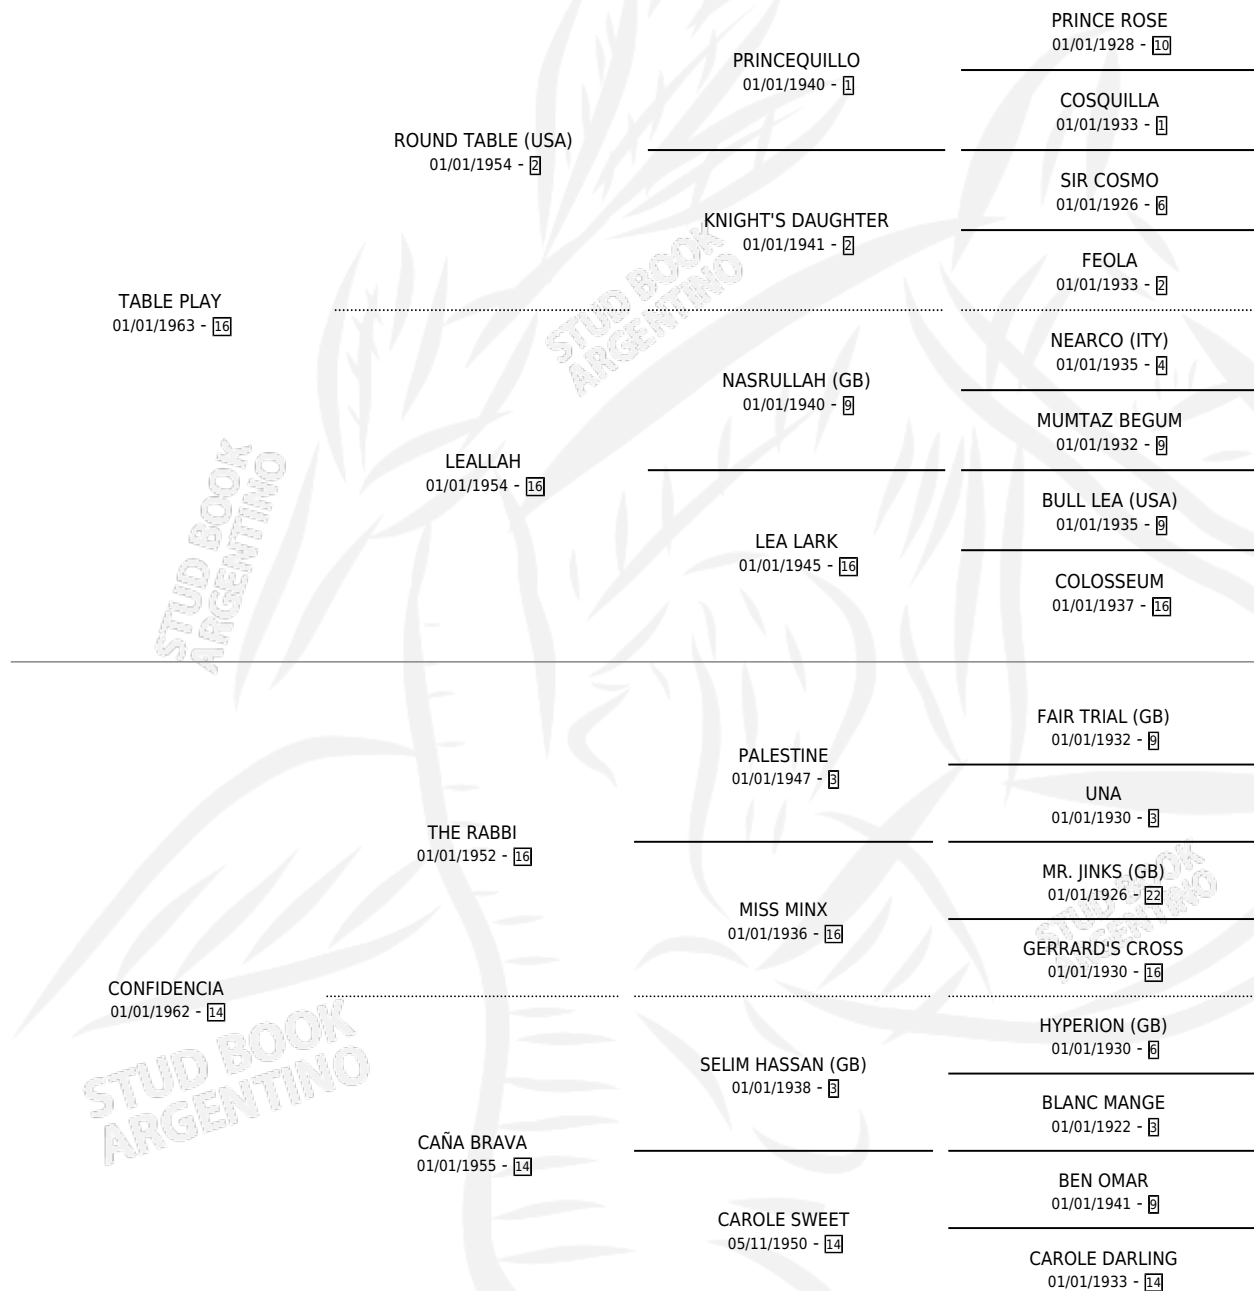 PRINCE ROSE
01/01/1928 - 10
PRINCEQUILLO
01/01/1940 - 1
COSQUILLA
01/01/1933 - 1
ROUND TABLE (USA)
01/01/1954 - 2
SIR COSMO
01/01/1926 - 6
KNIGHT'S DAUGHTER
01/01/1941 - 2
FEOLA
01/01/1933 - 2
TABLE PLAY
01/01/1963 - 16
STUD BOOK
ARGENTINO
NEARCO (ITY)
01/01/1935 - 4
NASRULLAH (GB)
01/01/1940 - 9
MUMTAZ BEGUM
01/01/1932 - 9
LEALLAH
01/01/1954 - 16
BULL LEA (USA)
01/01/1935 - 9
LEA LARK
01/01/1945 - 16
COLOSSEUM
01/01/1937 - 16
STUD BOOK
ARGENTINO
FAIR TRIAL (GB)
01/01/1932 - 9
PALESTINE
01/01/1947 - 3
UNA
01/01/1930 - 3
THE RABBI
01/01/1952 - 16
MR. JINKS (GB)
01/01/1926 - 22
MISS MINX
01/01/1936 - 16
GERRARD'S CROSS
01/01/1930 - 16
STUD BOOK
ARGENTINO
CONFIDENCIA
01/01/1962 - 14
HYPERION (GB)
01/01/1930 - 6
SELIM HASSAN (GB)
01/01/1938 - 3
BLANC MANGE
01/01/1922 - 3
STUD BOOK
ARGENTINO
CAÑA BRAVA
01/01/1955 - 14
BEN OMAR
01/01/1941 - 9
CAROLE SWEET
05/11/1950 - 14
CAROLE DARLING
01/01/1933 - 14